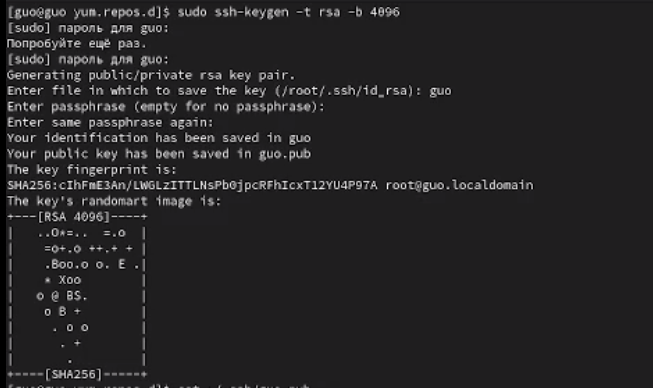 [guo@guo yum.repos.d]$ sudo ssh-keygen -t rsa -b 4096
[sudo] пароль для guo:
Попробуйте ещё раз.
[sudo] пароль для guo:
Generating public/private rsa key pair.
Enter file in which to save the key (/root/.ssh/id_rsa): guo
Enter passphrase (empty for no passphrase):
Enter same passphrase again:
Your identification has been saved in guo
Your public key has been saved in guo.pub
The key fingerprint is:
SHA256:cIhFmE3An/LWGLzITTLNsPb0jpcRFhIcxT12YU4P97A root@guo.localdomain
The key's randomart image is:
+---[RSA 4096]----+
|   ..O*=..  =.o  |
|    =o+.o ++.+ + |
|    .Boo.o o. E .|
|    * Xoo        |
|   o @ BS.       |
|    o B +        |
|     . o o       |
|      . +        |
|       .         |
+----[SHA256]-----+